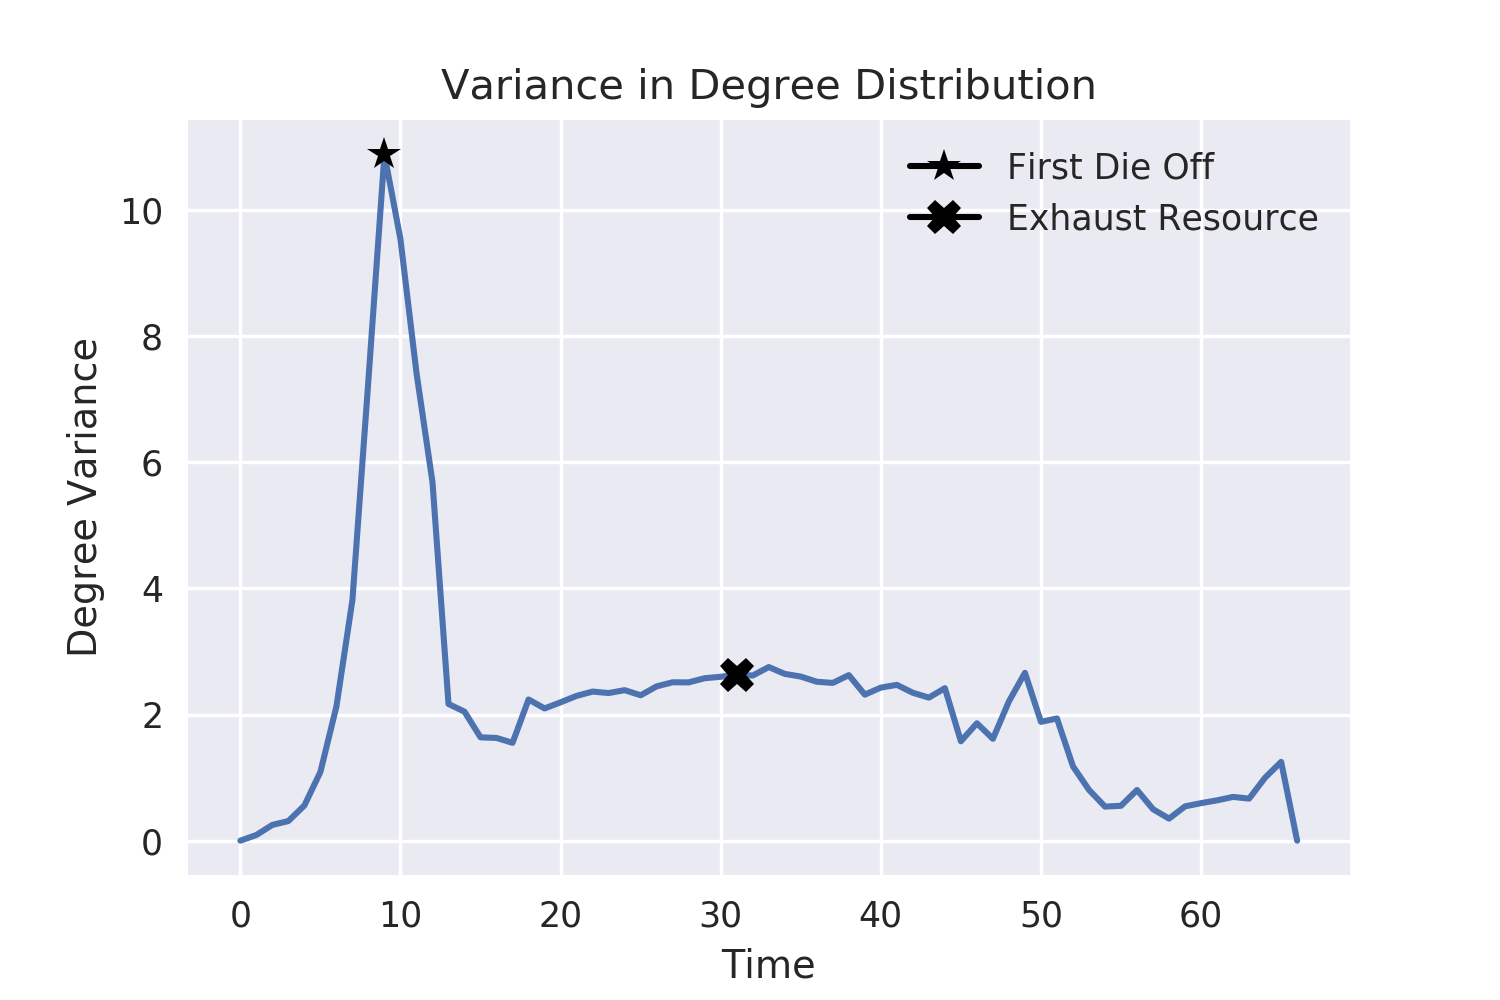 Variance in Degree Distribution
First Die Off
Exhaust Resource
Degree Variance
10
8
6
4
2
0
0 10 20 30 40 50 60
Time